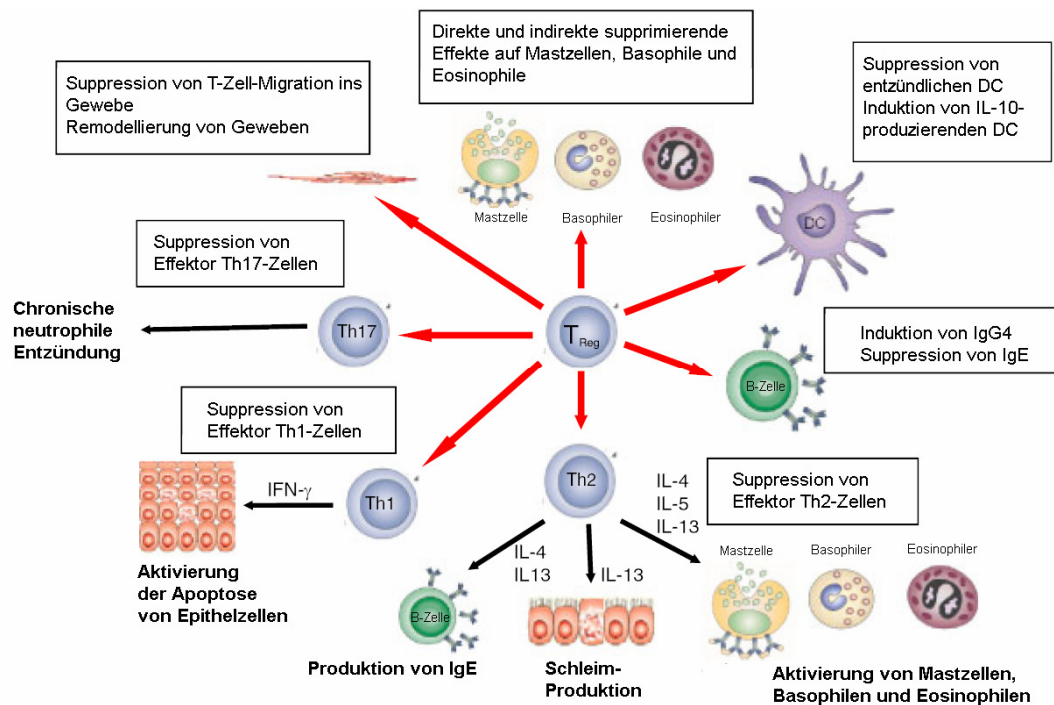 Direkte und indirekte supprimierende
Effekte auf Mastzellen, Basophile und
Eosinophile
Mastzelle
Basophiler
Eosinophiler
Suppression von T-Zell-Migration ins
Gewebe
Remodellierung von Geweben
Suppression von
entzündlichen DC
Induktion von IL-10-
produzierenden DC
DC
Suppression von
Effektor Th17-Zellen
Chronische
neutrophile
Entzündung
Th17
TReg
Induktion von IgG4
Suppression von IgE
B-Zelle
Suppression von
Effektor Th1-Zellen
IFN-γ
Th1
Aktivierung
der Apoptose
von Epithelzellen
Th2
IL-4
IL-5
IL-13
Suppression von
Effektor Th2-Zellen
IL-4
IL13
IL-13
B-Zelle
Produktion von IgE
Schleim-
Produktion
Mastzelle
Basophiler
Eosinophiler
Aktivierung von Mastzellen,
Basophilen und Eosinophilen